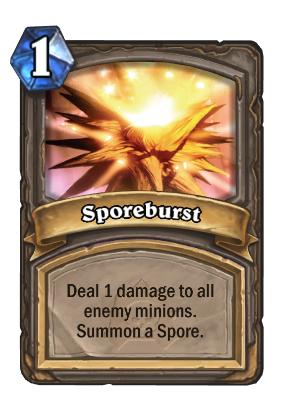 1
Sporeburst
Deal 1 damage to all
enemy minions.
Summon a Spore.